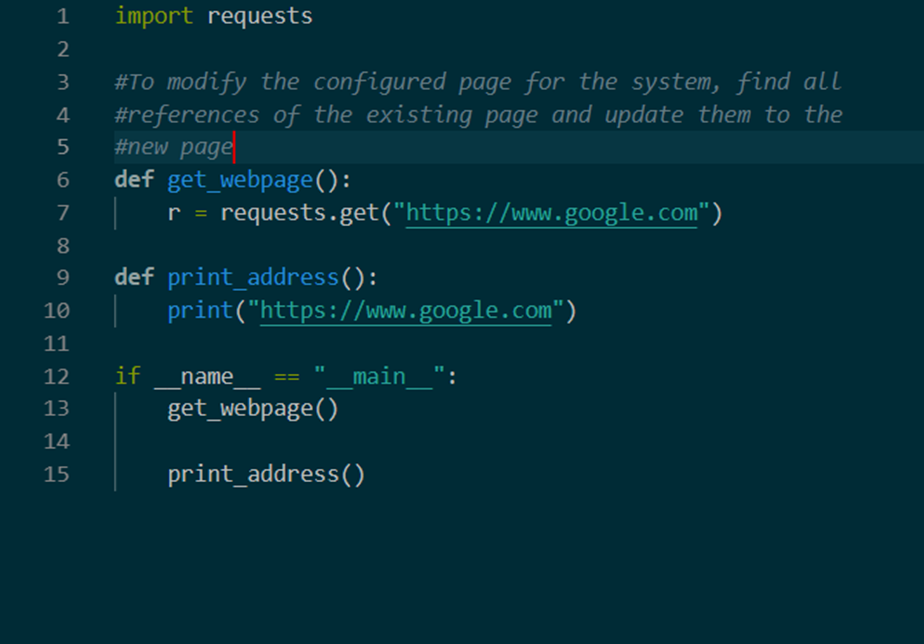 1 import requests
2
3 #To modify the configured page for the system, find all
4 #references of the existing page and update them to the
5 #new page
6 def get_webpage():
7     r = requests.get("https://www.google.com")
8
9 def print_address():
10     print("https://www.google.com")
11
12 if __name__ == "__main__":
13     get_webpage()
14
15     print_address()